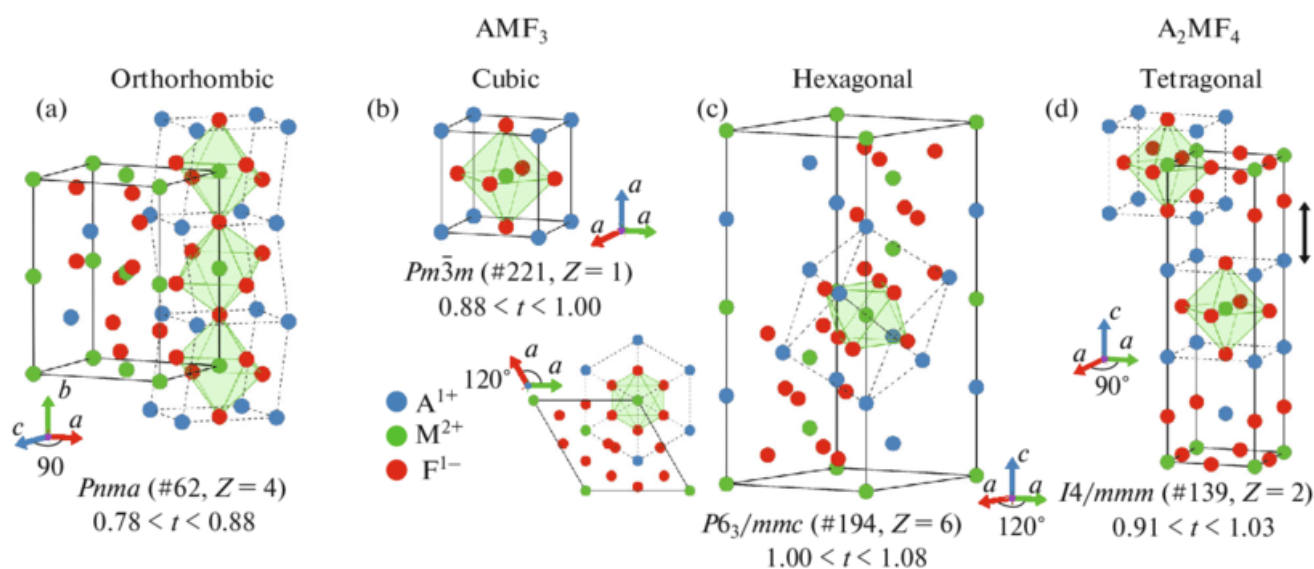 AMF₃
A₂MF₄
Orthorhombic
Cubic
Hexagonal
Tetragonal
(a)
(b)
(c)
(d)
b
c
a
90
Pnma (#62, Z = 4)
0.78 < t < 0.88
a
a
a
Pm3̄m (#221, Z = 1)
0.88 < t < 1.00
a
120°
a
A¹⁺
M²⁺
F¹⁻
c
a
a
120°
P6₃/mmc (#194, Z = 6)
1.00 < t < 1.08
c
a
a
90°
I4/mmm (#139, Z = 2)
0.91 < t < 1.03